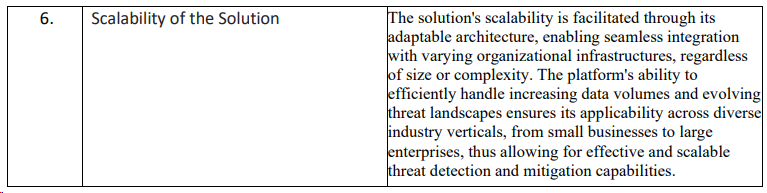 6.
Scalability of the Solution
The solution's scalability is facilitated through its
adaptable architecture, enabling seamless integration
with varying organizational infrastructures, regardless
of size or complexity. The platform's ability to
efficiently handle increasing data volumes and evolving
threat landscapes ensures its applicability across diverse
industry verticals, from small businesses to large
enterprises, thus allowing for effective and scalable
threat detection and mitigation capabilities.